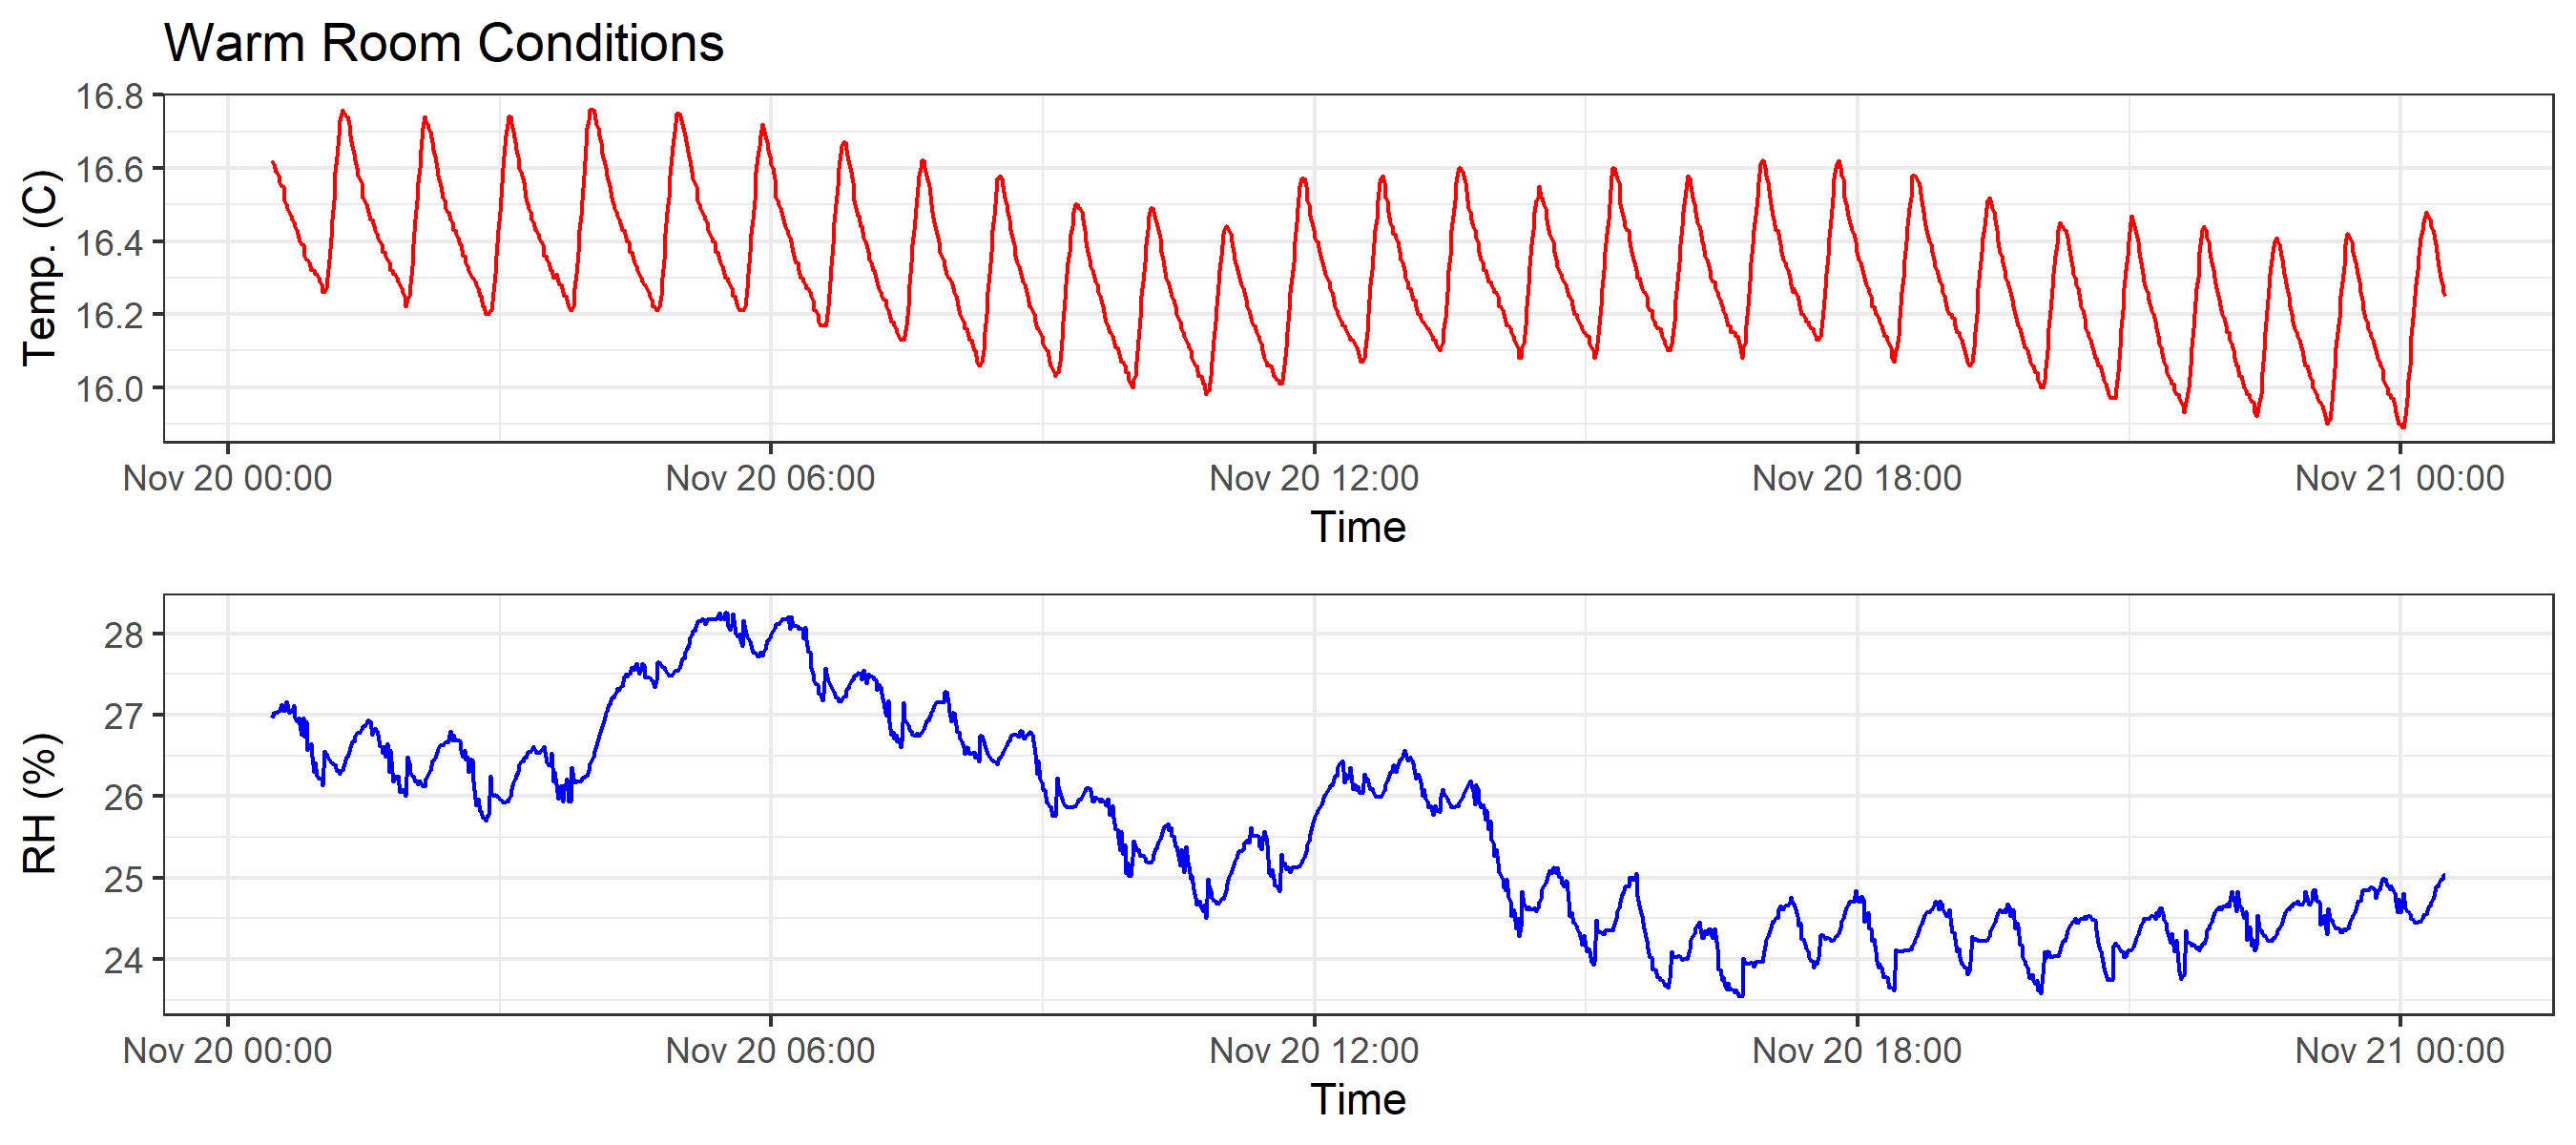 Warm Room Conditions
Temp. (C)
16.8
16.6
16.4
16.2
16.0
Nov 20 00:00 Nov 20 06:00 Nov 20 12:00 Nov 20 18:00 Nov 21 00:00
Time
RH (%)
28
27
26
25
24
Nov 20 00:00 Nov 20 06:00 Nov 20 12:00 Nov 20 18:00 Nov 21 00:00
Time